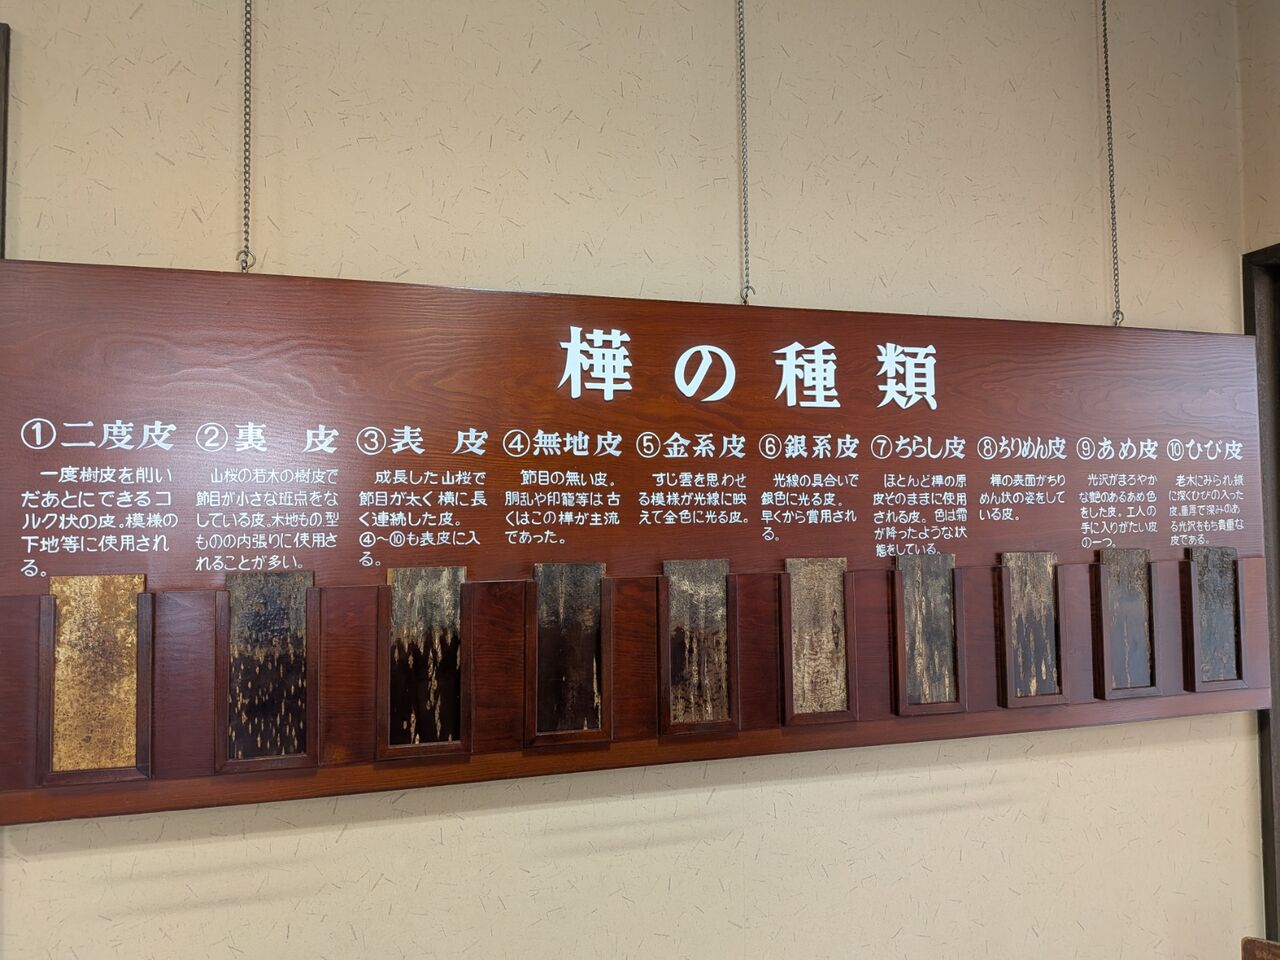 樺の種類
①二度皮
一度樹皮を削い
だあとにできるコ
ルク状の皮。模様の
下地等に使用され
る。
②裏皮
山桜の若木の樹皮で
節目が小さな斑点をな
している皮。木地もの、型
ものの内張りに使用さ
れることが多い。
③表皮
成長した山桜で
節目が太く横に長
く連続した皮。
④〜⑩も表皮に入
る。
④無地皮
節目の無い皮。
胴乱や印籠等は古
くはこの樺が主流
であった。
⑤金系皮
すじ雲を思わせ
る模様が光線に映
えて金色に光る皮。
⑥銀系皮
光線の具合いで
銀色に光る皮。
早くから賞用され
る。
⑦ちらし皮
ほとんど樺の原
皮そのままに使用
される皮。色は霜
が降ったような状
態をしている。
⑧ちりめん皮
樺の表面がちり
めん状の姿をして
いる皮。
⑨あめ皮
光沢がまろやか
な艶のあるあめ色
をした皮。工人の
手に入りがたい皮
の一つ。
⑩ひび皮
老木にみられ、縦
に深くひびの入った
皮。重厚で深みのあ
る光沢をもち貴重な
皮である。